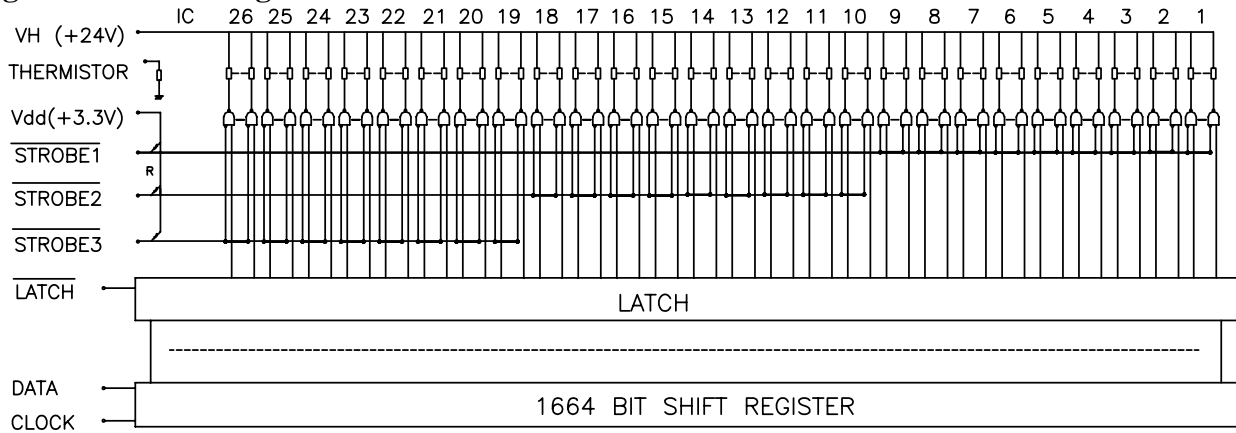 IC 26 25 24 23 22 21 20 19 18 17 16 15 14 13 12 11 10 9 8 7 6 5 4 3 2 1
VH (+24V)
THERMISTOR
Vdd(+3.3V)
STROBE1
R
STROBE2
STROBE3
LATCH
LATCH
DATA
1664 BIT SHIFT REGISTER
CLOCK